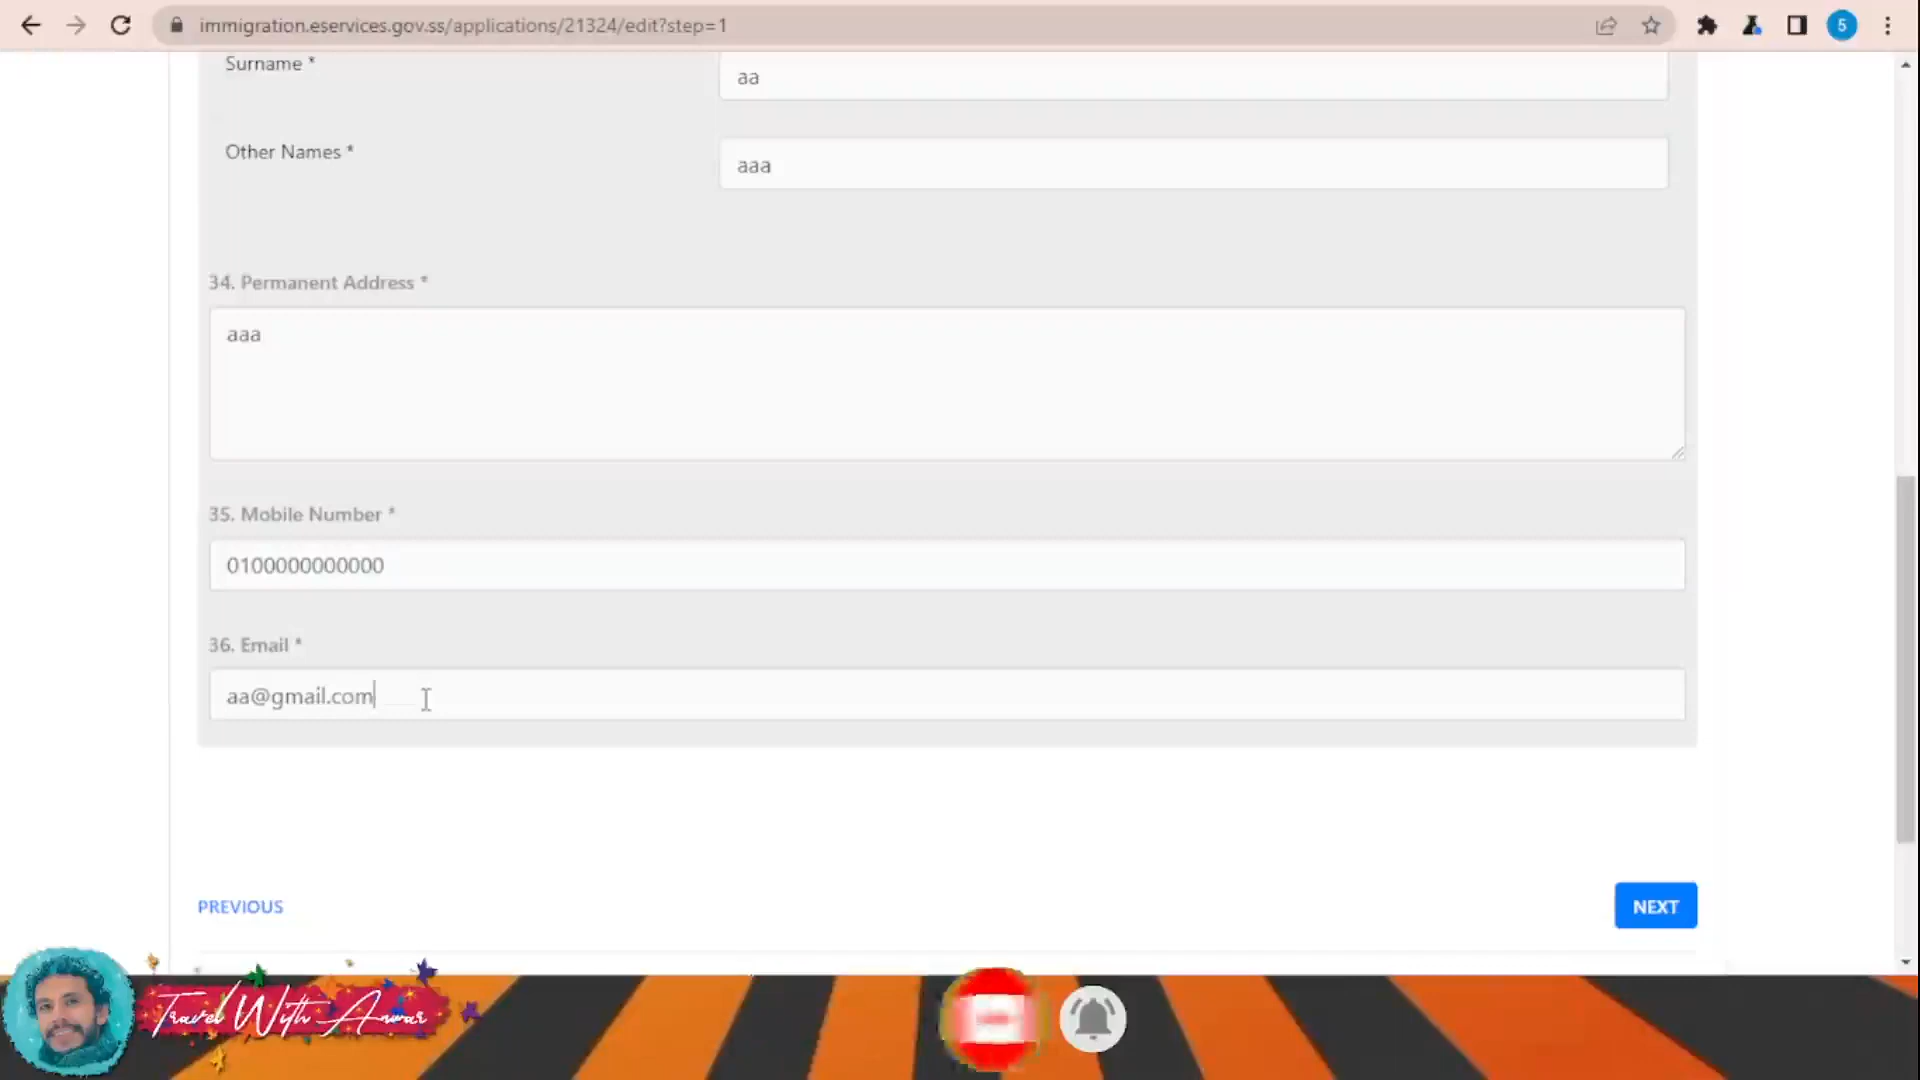 immigration.eservices.gov.ss/applications/21324/edit?step=1
5
Surname *
aa
Other Names *
aaa
34. Permanent Address *
aaa
35. Mobile Number *
0100000000000
36. Email *
aa@gmail.com
PREVIOUS
NEXT
Travel With Anwar